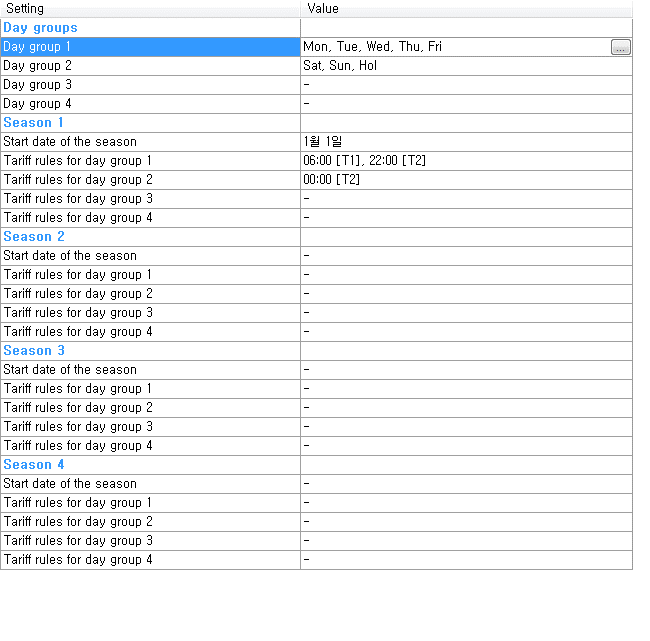 Setting Value
Day groups
Day group 1 Mon, Tue, Wed, Thu, Fri ...
Day group 2 Sat, Sun, Hol
Day group 3 -
Day group 4 -
Season 1
Start date of the season 1월 1일
Tariff rules for day group 1 06:00 [T1], 22:00 [T2]
Tariff rules for day group 2 00:00 [T2]
Tariff rules for day group 3 -
Tariff rules for day group 4 -
Season 2
Start date of the season -
Tariff rules for day group 1 -
Tariff rules for day group 2 -
Tariff rules for day group 3 -
Tariff rules for day group 4 -
Season 3
Start date of the season -
Tariff rules for day group 1 -
Tariff rules for day group 2 -
Tariff rules for day group 3 -
Tariff rules for day group 4 -
Season 4
Start date of the season -
Tariff rules for day group 1 -
Tariff rules for day group 2 -
Tariff rules for day group 3 -
Tariff rules for day group 4 -